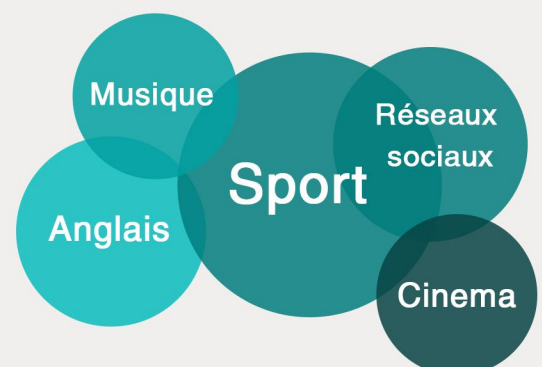 Musique
Réseaux
sociaux
Sport
Anglais
Cinema